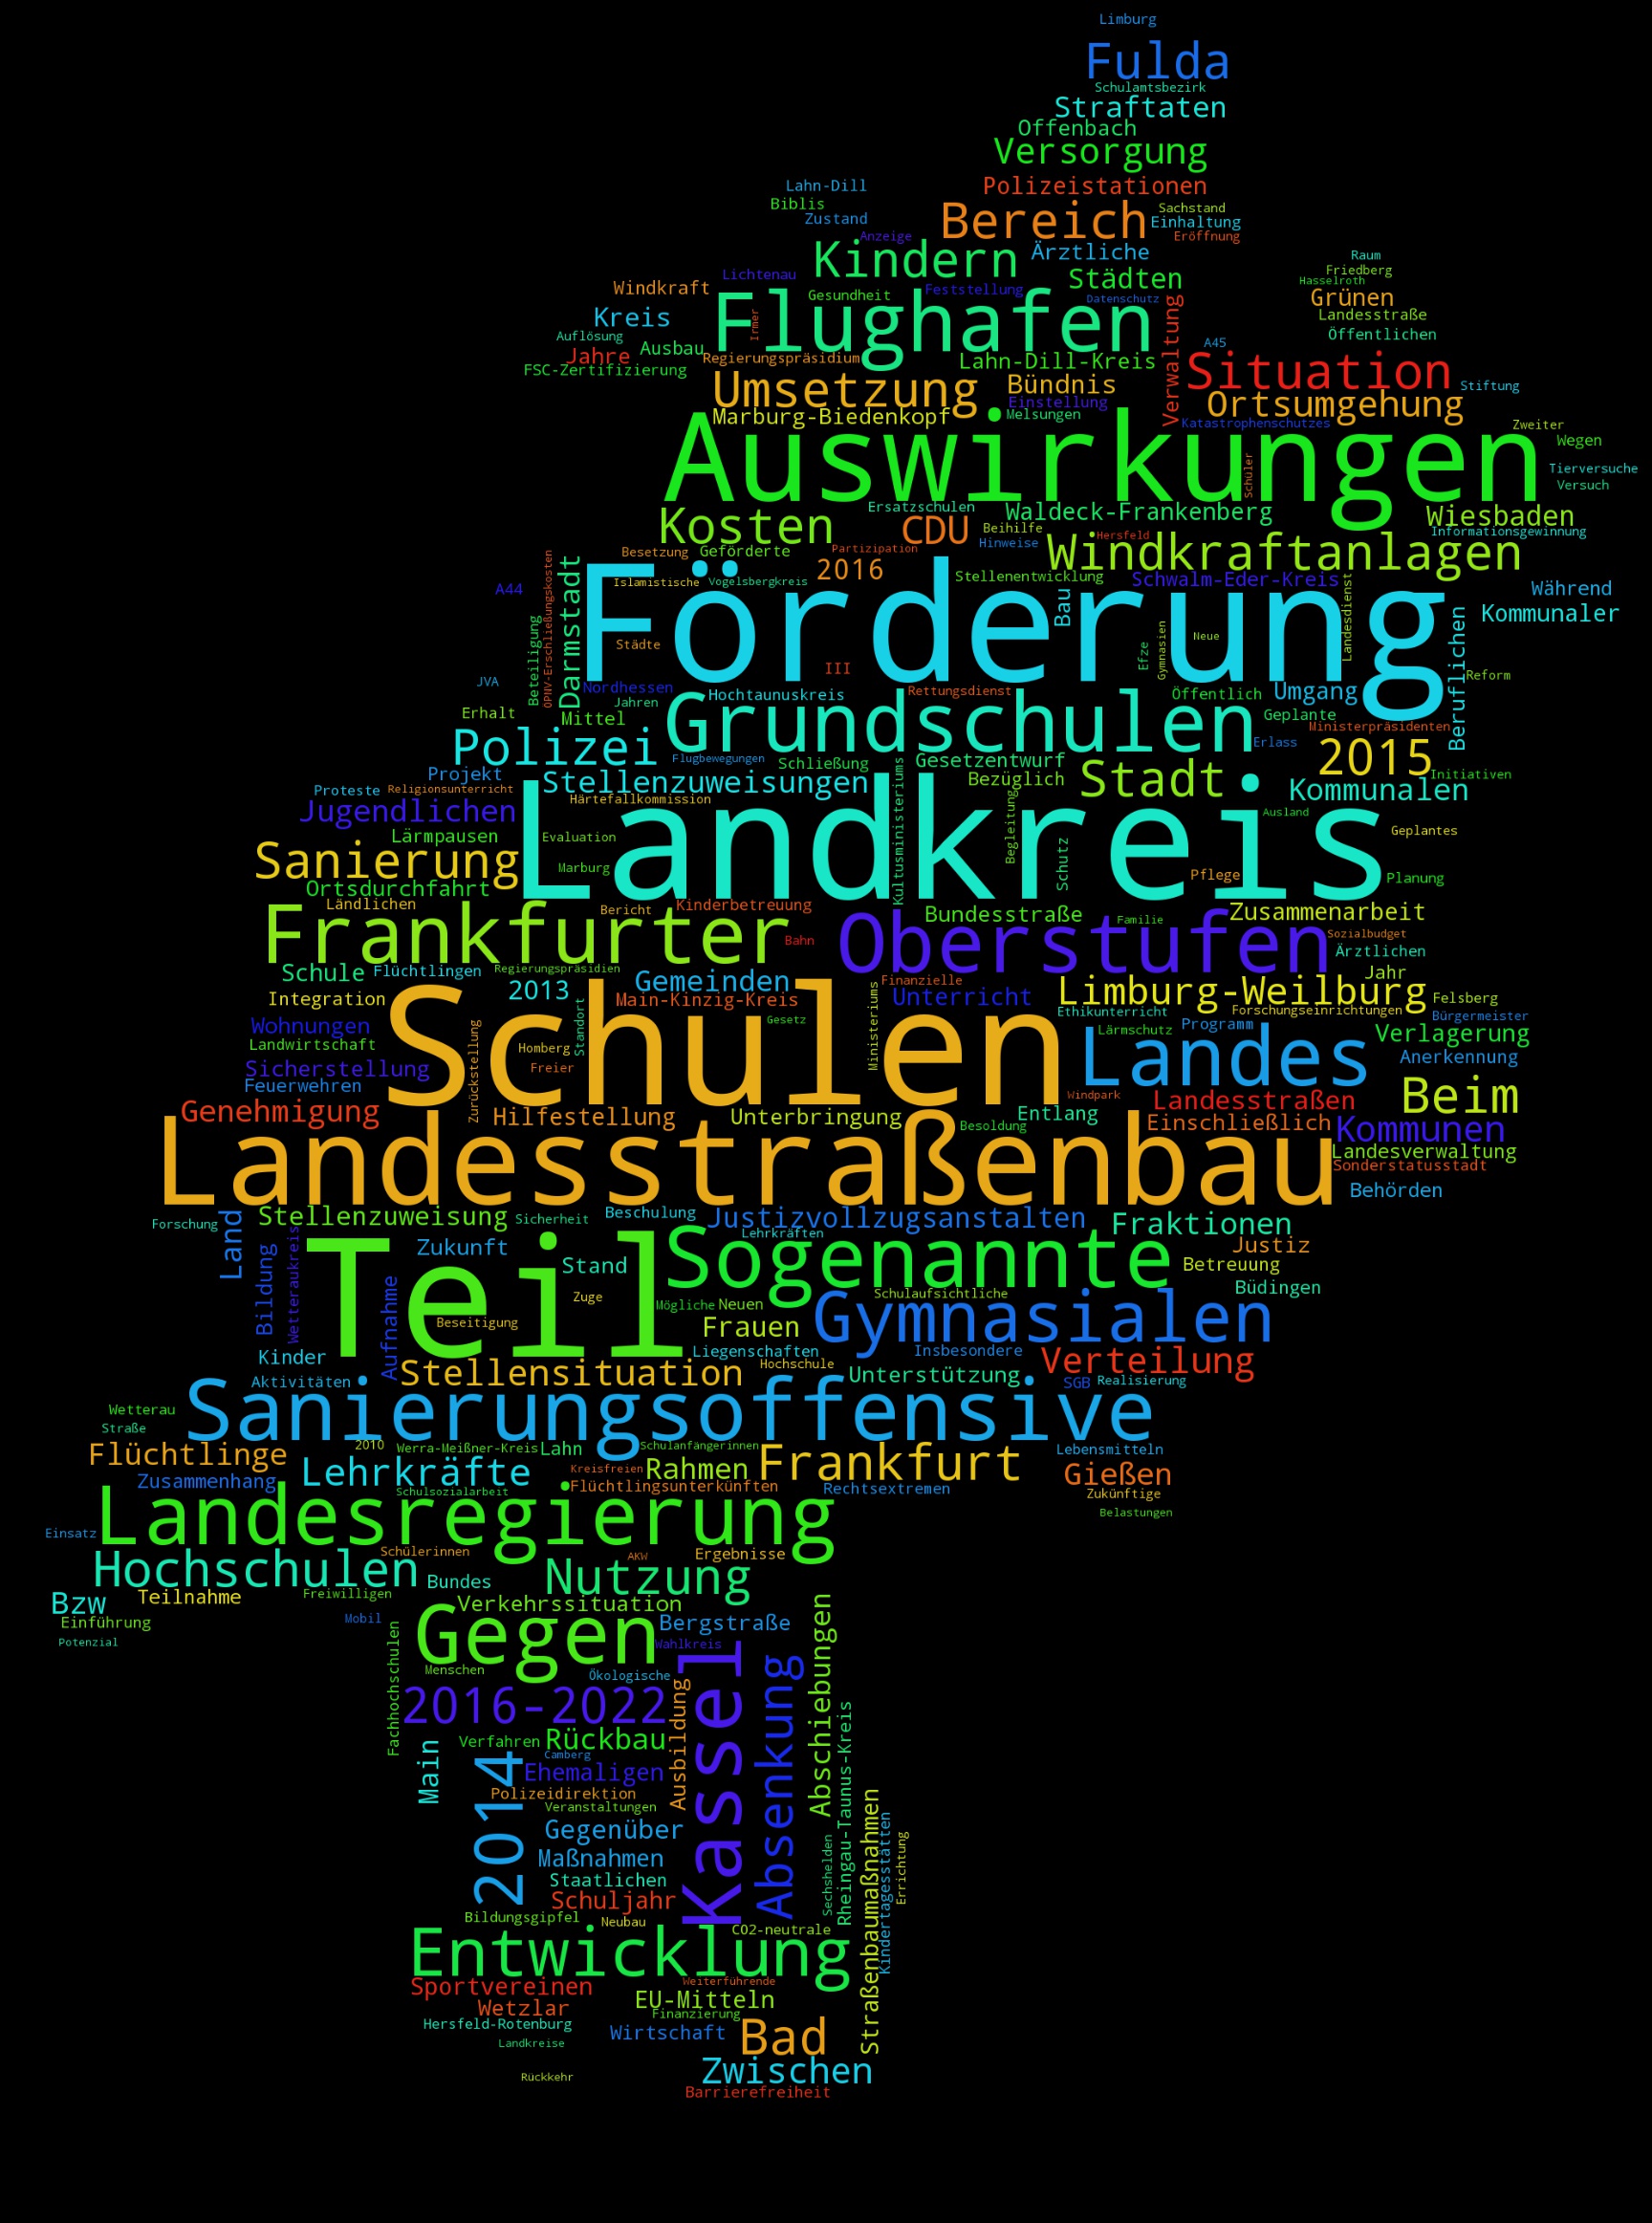 Limburg
Fulda
Schulamtsbezirk
Straftaten
Offenbach
Versorgung
Lahn-Dill
Polizeistationen
Biblis
Sachstand
Zustand
Bereich
Einhaltung
Anzeige
Eröffnung
Kindern
Ärztliche
Raum
Lichtenau
Städten
Friedberg
Hasselroth
Windkraft
Gesundheit
Feststellung
Datenschutz
Grünen
Kreis
Flughafen
Irmer
Landesstraße
Auflösung
Ausbau
Verwaltung
Öffentlichen
A45
Jahre
Regierungspräsidium
Lahn-Dill-Kreis
FSC-Zertifizierung
Situation
Stiftung
Umsetzung
Bündnis
Einstellung
Ortsumgehung
Marburg-Biedenkopf
Melsungen
Katastrophenschutzes
Zweiter
Wegen
Auswirkungen
Schüler
Tierversuche
Versuch
Ersatzschulen
Waldeck-Frankenberg
Wiesbaden
Kosten
CDU
Beihilfe
Hersfeld
Informationsgewinnung
Hinweise
Windkraftanlagen
Besetzung
Geförderte
Partizipation
2016
Stellenentwicklung
Schwalm-Eder-Kreis
Islamistische
Vogelsbergkreis
A44
Während
Darmstadt
ÖPNV-Erschließungskosten
Förderung
Bau
Landesdienst
Kommunaler
Beteiligung
Städte
Neue
Gymnasien
Efze
Beruflichen
III
JVA
Reform
Nordhessen
Hochtaunuskreis
Rettungsdienst
Öffentlich
Umgang
Jahren
Erhalt
Mittel
Geplante
Grundschulen
Ministerpräsidenten
Polizei
Erlass
2015
Flugbewegungen
Schließung
Gesetzentwurf
Projekt
Stellenzuweisungen
Bezüglich
Stadt
Initiativen
Proteste
Religionsunterricht
Kommunalen
Härtefallkommission
Jugendlichen
Landkreis
Kultusministeriums
Begleitung
Ausland
Lärmpausen
Evaluation
Geplantes
Sanierung
Marburg
Schutz
Pflege
Planung
Ortsdurchfahrt
Ländlichen
Bericht
Kinderbetreuung
Bundesstraße
Familie
Zusammenarbeit
Frankfurter
Bahn
Oberstufen
Sozialbudget
Ärztlichen
Schule
Flüchtlingen
Regierungspräsidien
Gemeinden
Finanzielle
Jahr
Integration
2013
Main-Kinzig-Kreis
Unterricht
Limburg-Weilburg
Felsberg
Ethikunterricht
Forschungseinrichtungen
Wohnungen
Schulen
Gesetz
Ministeriums
Lärmschutz
Programm
Bürgermeister
Landwirtschaft
Standort
Homberg
Verlagerung
Sicherstellung
Freier
Landes
Anerkennung
Feuerwehren
Zurückstellung
Windpark
Beim
Genehmigung
Hilfestellung
Unterbringung
Entlang
Landesstraßen
Besoldung
Einschließlich
Kommunen
Landesstraßenbau
Landesverwaltung
Sonderstatusstadt
Behörden
Stellenzuweisung
Sicherheit
Beschulung
Justizvollzugsanstalten
Fraktionen
Forschung
Land
Lehrkräften
Bildung
Wetteraukreis
Teil
Zukunft
Stand
Sogenannte
Justiz
Betreuung
Büdingen
Aufnahme
Zuge
Mögliche
Neuen
Schulaufsichtliche
Beseitigung
Frauen
Gymnasialen
Kinder
Liegenschaften
Insbesondere
Stellensituation
Hochschule
Verteilung
Aktivitäten
Unterstützung
SGB
Realisierung
Sanierungsoffensive
Wetterau
Straße
2010
Werra-Meißner-Kreis
Lahn
Schulanfängerinnen
Lebensmitteln
Flüchtlinge
Lehrkräfte
Kreisfreien
Rahmen
Frankfurt
Gießen
Zusammenhang
Schulsozialarbeit
Flüchtlingsunterkünften
Rechtsextremen
Zukünftige
Landesregierung
Belastungen
Einsatz
Schülerinnen
AKW
Ergebnisse
Hochschulen
Bundes
Nutzung
Bzw
Teilnahme
Freiwilligen
Verkehrssituation
Einführung
Mobil
Gegen
Bergstraße
Potenzial
Wahlkreis
Fachhochschulen
Menschen
Ökologische
Kassel
Absenkung
Abschiebungen
2016-2022
Ausbildung
Rheingau-Taunus-Kreis
Main
Verfahren
Rückbau
2014
Camberg
Ehemaligen
Polizeidirektion
Veranstaltungen
Straßenbaumaßnahmen
Gegenüber
Kindertagesstätten
Errichtung
Sechshelden
Maßnahmen
Staatlichen
Schuljahr
Bildungsgipfel
Neubau
CO2-neutrale
Entwicklung
Sportvereinen
Weiterführende
Wetzlar
EU-Mitteln
Finanzierung
Hersfeld-Rotenburg
Wirtschaft
Bad
Landkreise
Zwischen
Rückkehr
Barrierefreiheit